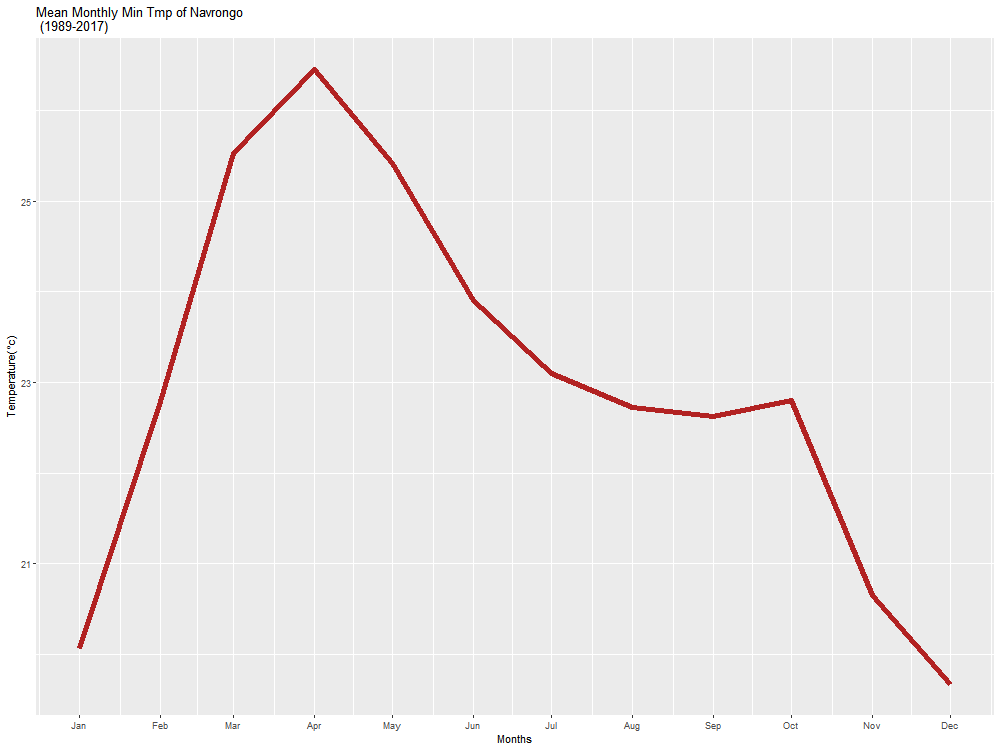 Mean Monthly Min Tmp of Navrongo
(1989-2017)
Temperature(°c)
25
23
21
Jan Feb Mar Apr May Jun Jul Aug Sep Oct Nov Dec
Months